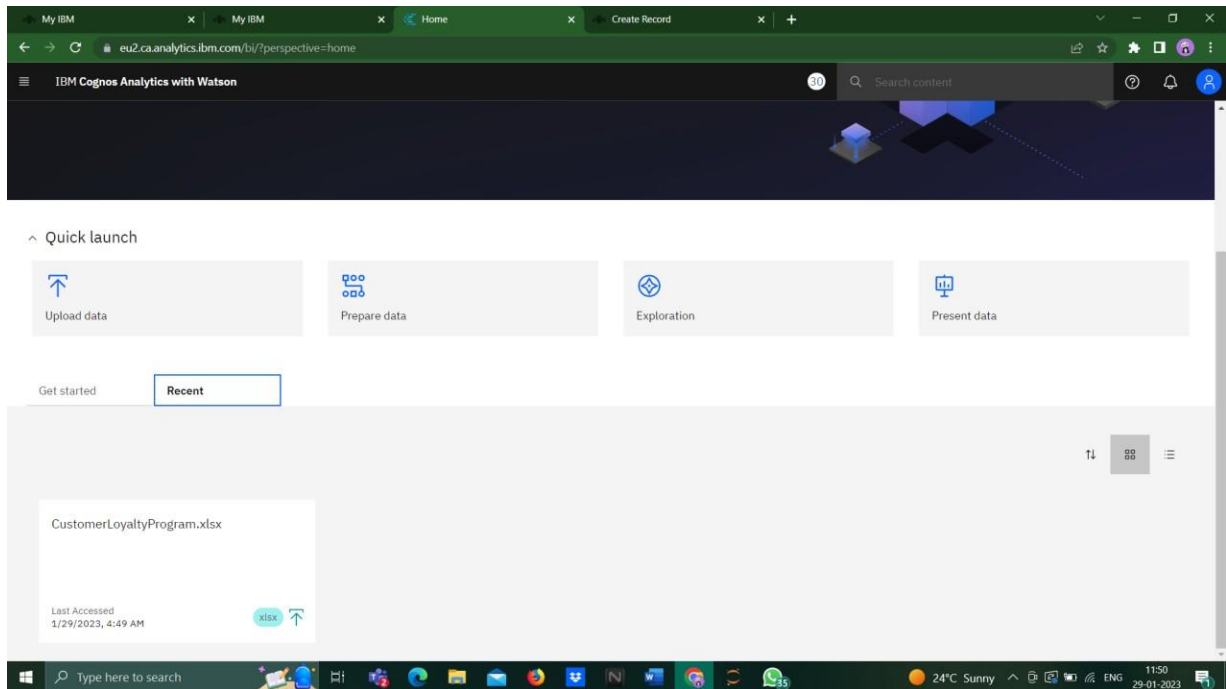 My IBM
My IBM
Home
Create Record
eu2.ca.analytics.ibm.com/bi/?perspective=home
IBM Cognos Analytics with Watson
30
Search content
Quick launch
Upload data
Prepare data
Exploration
Present data
Get started
Recent
CustomerLoyaltyProgram.xlsx
Last Accessed
1/29/2023, 4:49 AM
xlsx
Type here to search
35
24°C Sunny
ENG
11:50
29-01-2023
1